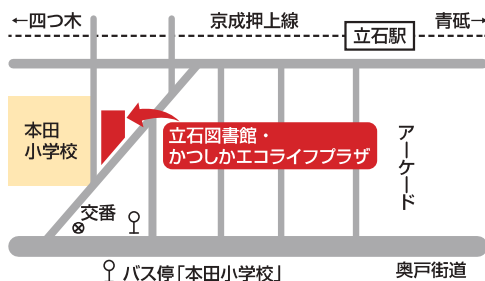 ←四つ木
京成押上線
青砥→
立石駅
本田
小学校
立石図書館・
かつしかエコライフプラザ
アーケード
交番
バス停「本田小学校」
奥戸街道